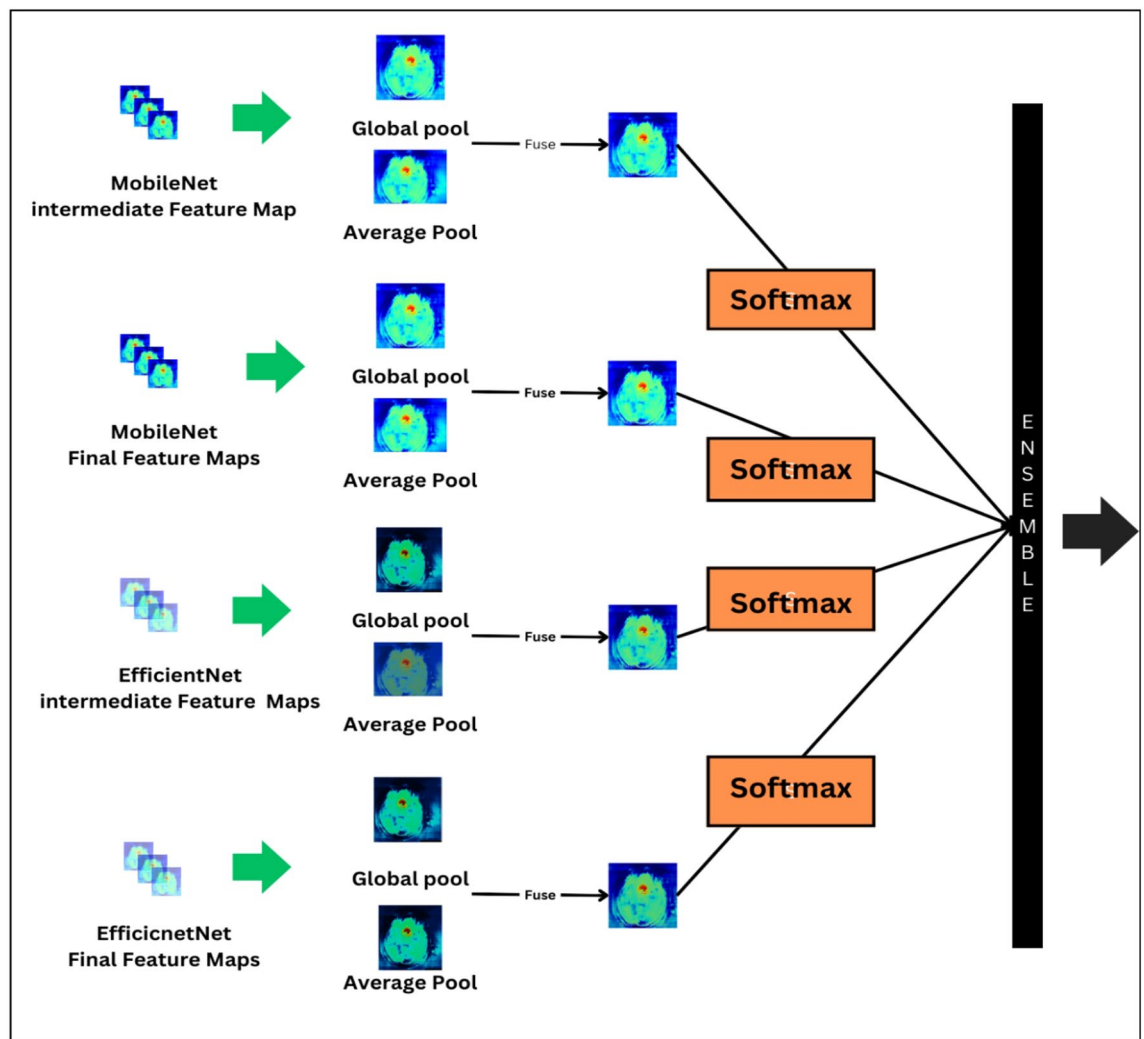 Global pool
Fuse
MobileNet
intermediate Feature Map
Average Pool
Softmax
Global pool
Fuse
MobileNet
Final Feature Maps
Average Pool
Softmax
ENSEMBLE
Global pool
Fuse
EfficientNet
intermediate Feature Maps
Average Pool
Softmax
Softmax
Global pool
Fuse
EfficicnetNet
Final Feature Maps
Average Pool